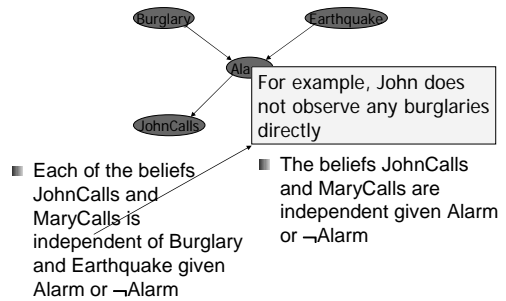 Burglary
Earthquake
Ala
For example, John does
not observe any burglaries
directly
JohnCalls
Each of the beliefs
JohnCalls and
MaryCalls is
independent of Burglary
and Earthquake given
Alarm or ¬Alarm
The beliefs JohnCalls
and MaryCalls are
independent given Alarm
or ¬Alarm